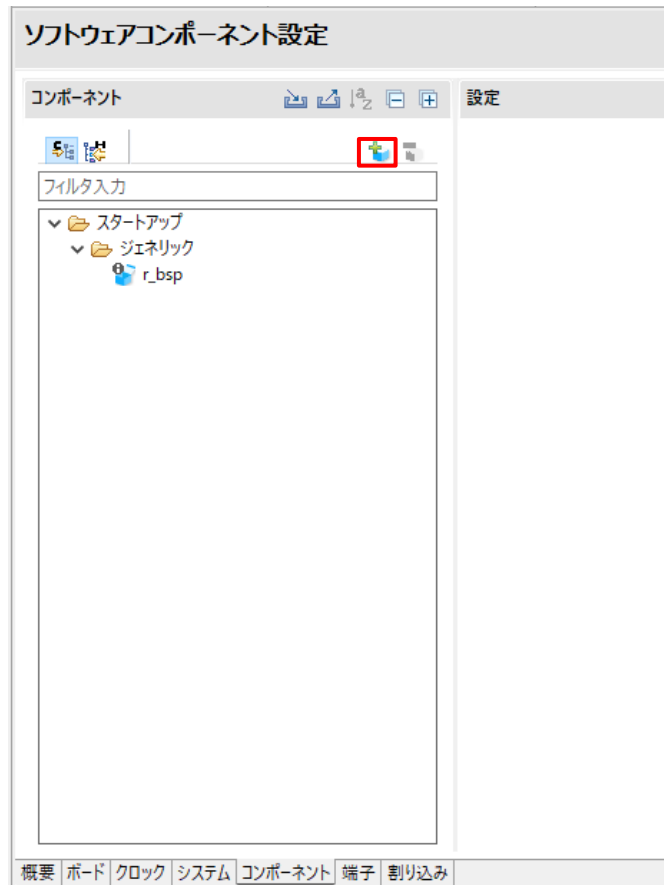 ソフトウェアコンポーネント設定
コンポーネント
設定
フィルタ入力
スタートアップ
ジェネリック
r_bsp
概要 ボード クロック システム コンポーネント 端子 割り込み